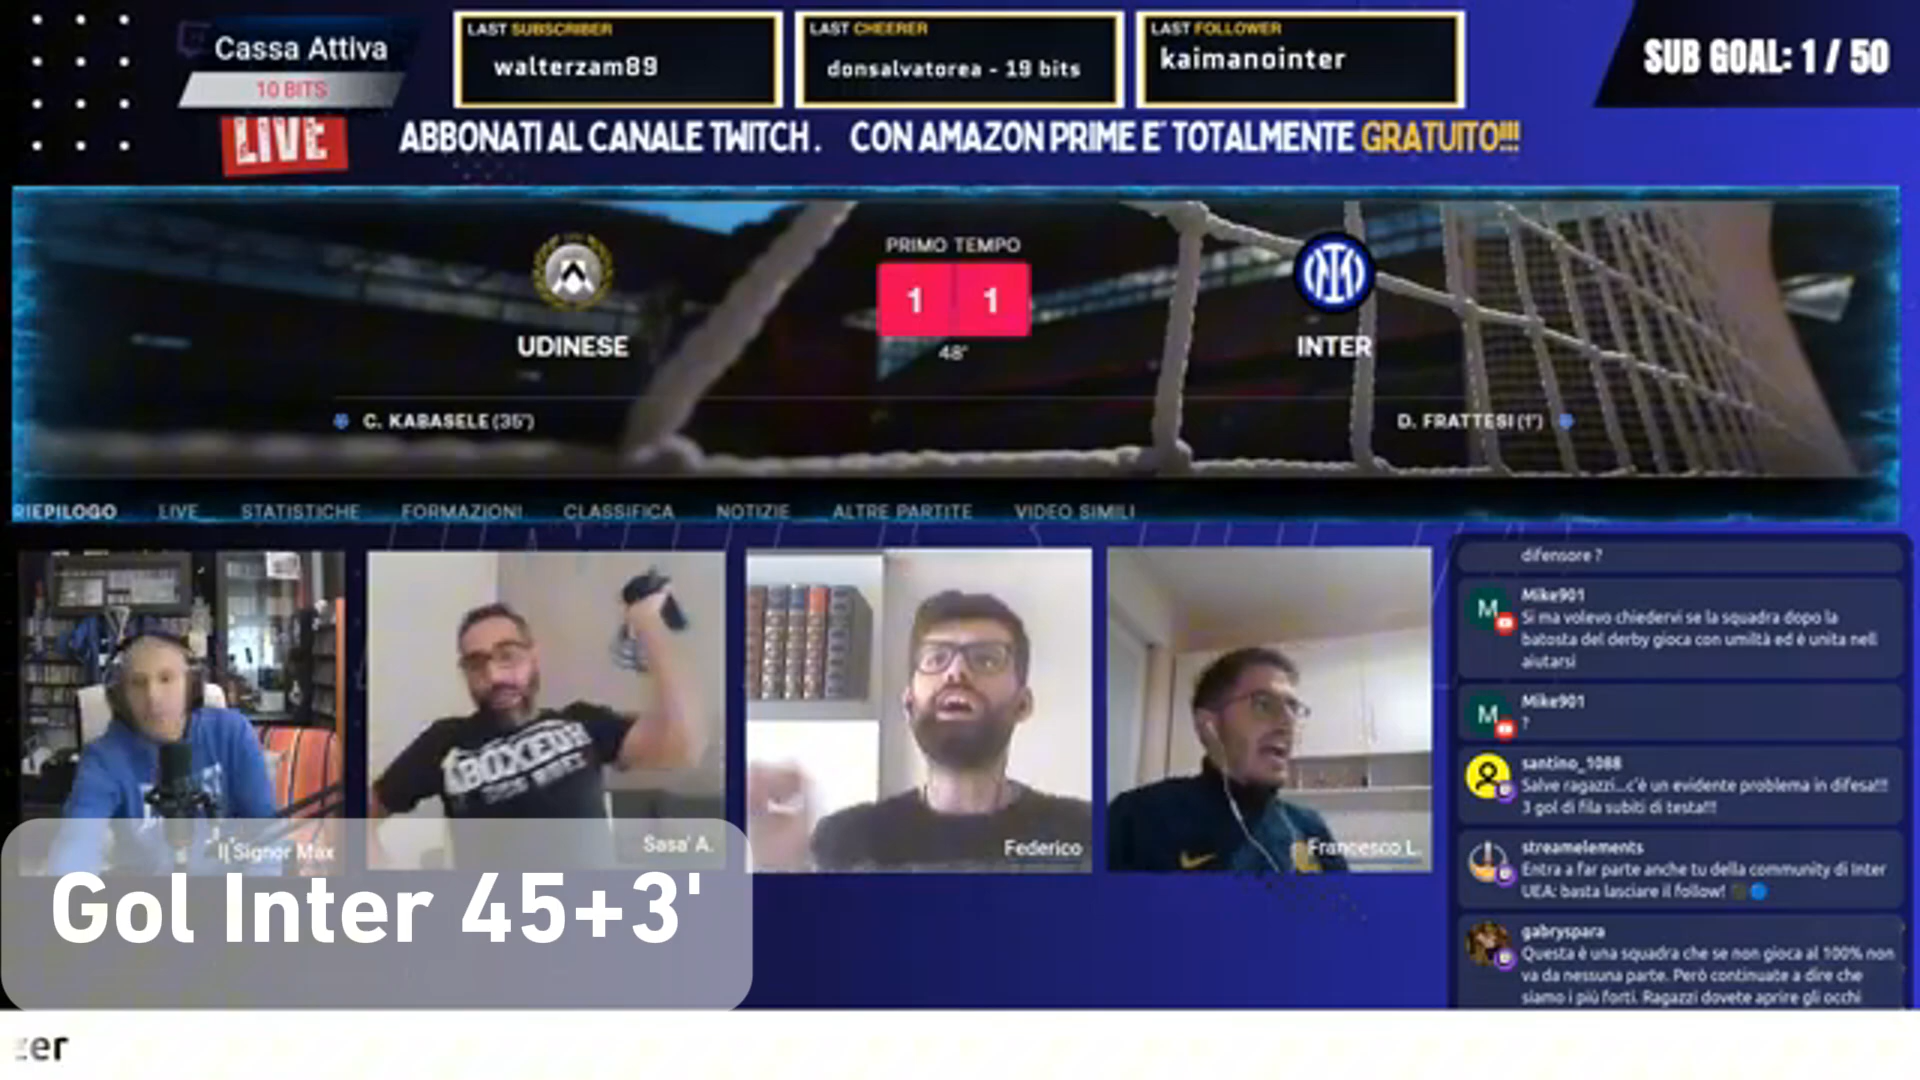 Cassa Attiva
10 BITS
LAST SUBSCRIBER
walterzam89
LAST CHEERER
donsalvatorea - 19 bits
LAST FOLLOWER
kaimanointer
SUB GOAL: 1 / 50
LIVE
ABBONATI AL CANALE TWITCH. CON AMAZON PRIME E' TOTALMENTE GRATUITO!!!
PRIMO TEMPO
1 1
48'
UDINESE
INTER
C. KABASELE (35')
D. FRATTESI (1')
RIEPILOGO LIVE STATISTICHE FORMAZIONI CLASSIFICA NOTIZIE ALTRE PARTITE VIDEO SIMILI
BOXEUR
DES RUES
Il Signor Max
Sasa' A.
Federico
Francesco L.
difensore ?
M
Mike901
Si ma volevo chiedervi se la squadra dopo la
batosta del derby gioca con umiltà ed è unita nell
aiutarsi
M
Mike901
?
santino_1088
Salve ragazzi...c'è un evidente problema in difesa!!!
3 gol di fila subiti di testa!!!
streamelements
Entra a far parte anche tu della community di Inter
UEA: basta lasciare il follow! ⚫🔵
gabryspara
Questa è una squadra che se non gioca al 100% non
va da nessuna parte. Però continuate a dire che
siamo i più forti. Ragazzi dovete aprire gli occhi
Gol Inter 45+3'
zer